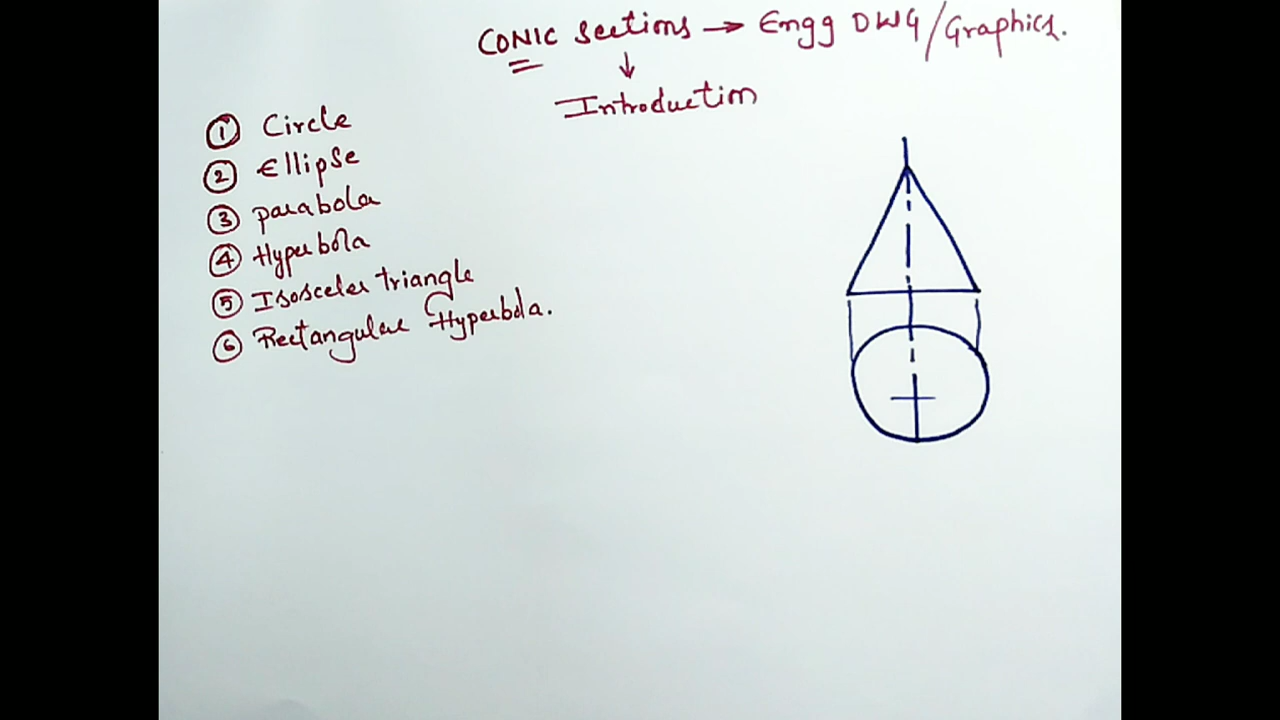 CONIC Sections → Engg DWG/Graphics.
↓
Introduction
① Circle
② Ellipse
③ parabola
④ Hyperbola
⑤ Isosceles triangle
⑥ Rectangular Hyperbola.